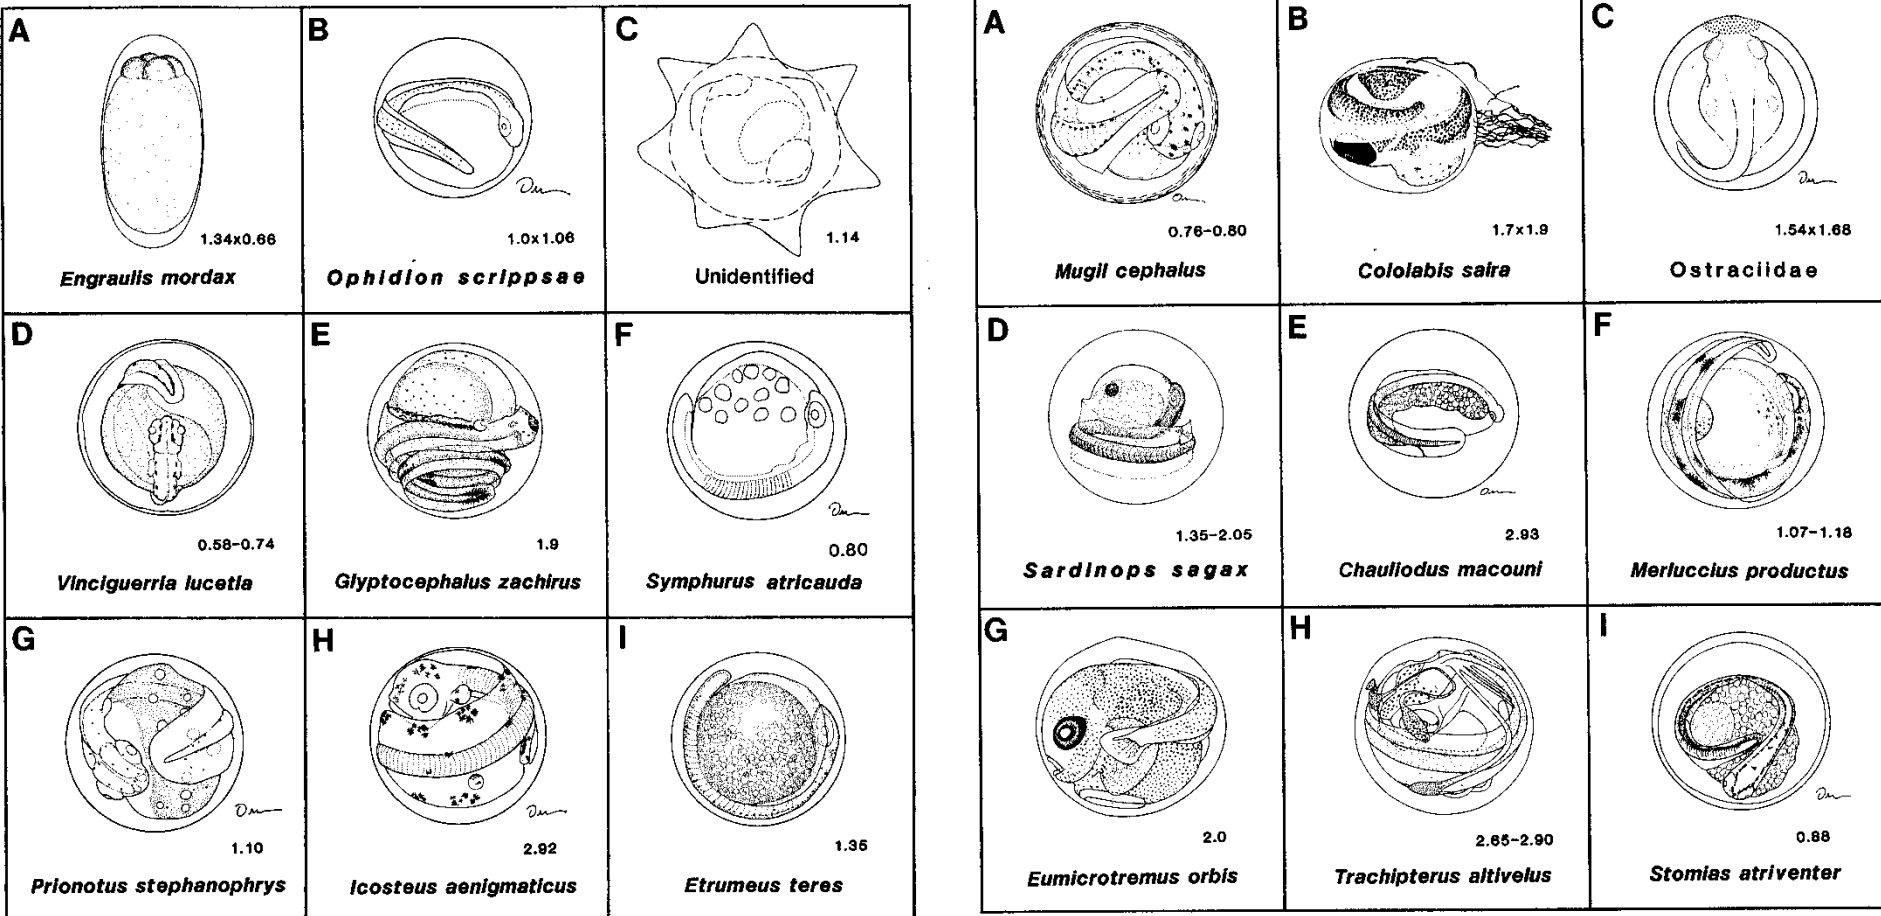 A
1.34x0.66
Engraulis mordax
B
1.0x1.06
Ophidion scrippsae
C
1.14
Unidentified
D
0.58-0.74
Vinciguerria lucetia
E
1.9
Glyptocephalus zachirus
F
0.80
Symphurus atricauda
G
1.10
Prionotus stephanophrys
H
2.92
Icosteus aenigmaticus
I
1.35
Etrumeus teres
A
0.76-0.80
Mugil cephalus
B
1.7x1.9
Cololabis saira
C
1.54x1.68
Ostraciidae
D
1.35-2.05
Sardinops sagax
E
2.93
Chauliodus macouni
F
1.07-1.18
Merluccius productus
G
2.0
Eumicrotremus orbis
H
2.65-2.90
Trachipterus altivelus
I
0.88
Stomias atriventer